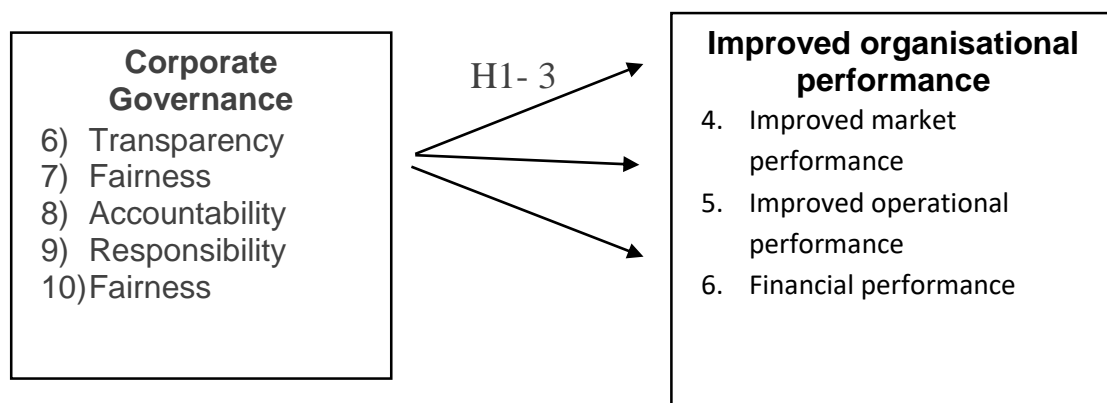 Corporate
Governance
6) Transparency
7) Fairness
8) Accountability
9) Responsibility
10)Fairness
H1- 3
Improved organisational
performance
4. Improved market
performance
5. Improved operational
performance
6. Financial performance